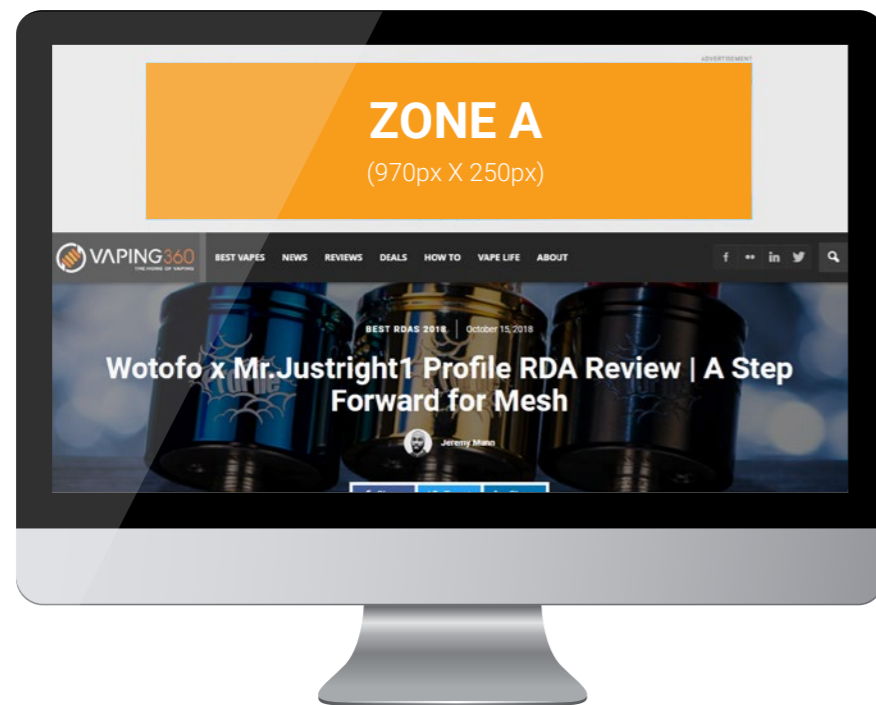 ADVERTISEMENT
ZONE A
(970px X 250px)
VAPING360
THE HOME OF VAPING
BEST VAPES NEWS REVIEWS DEALS HOW TO VAPE LIFE ABOUT
f in
BEST RDAS 2018 October 15, 2018
Wotofo x Mr.Justright1 Profile RDA Review | A Step
Forward for Mesh
Jeremy Mann